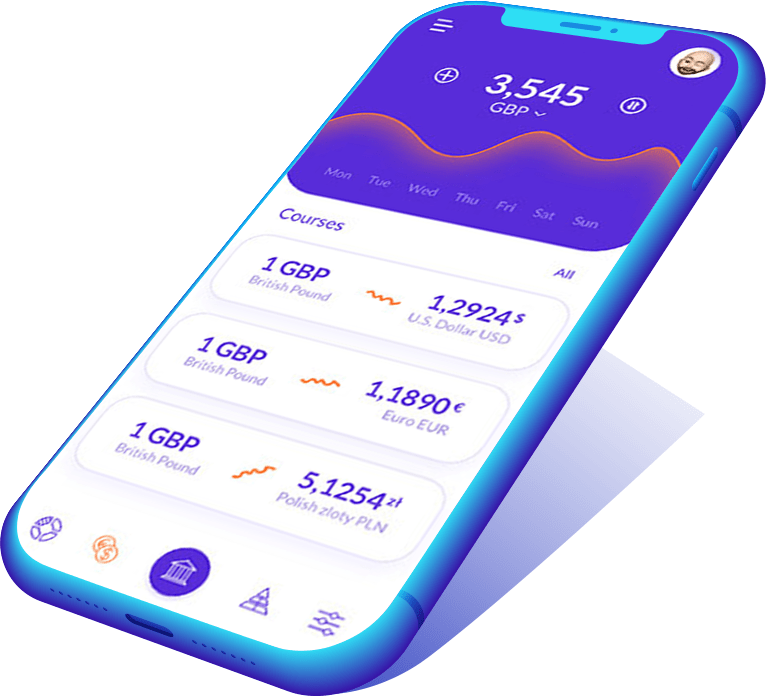 3,545
GBP
Mon Tue Wed Thu Fri Sat Sun
Courses
All
1 GBP
British Pound
1,2924 $
U.S. Dollar USD
1 GBP
British Pound
1,1890 €
Euro EUR
1 GBP
British Pound
5,1254 zł
Polish zloty PLN